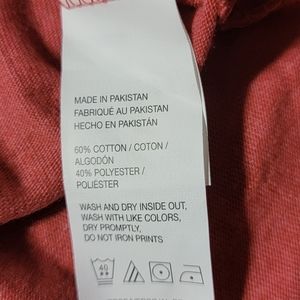 MADE IN PAKISTAN
FABRIQUÉ AU PAKISTAN
HECHO EN PAKISTÁN
60% COTTON / COTON /
ALGODÓN
40% POLYESTER /
POLIÉSTER
WASH AND DRY INSIDE OUT,
WASH WITH LIKE COLORS,
DRY PROMPTLY,
DO NOT IRON PRINTS
40